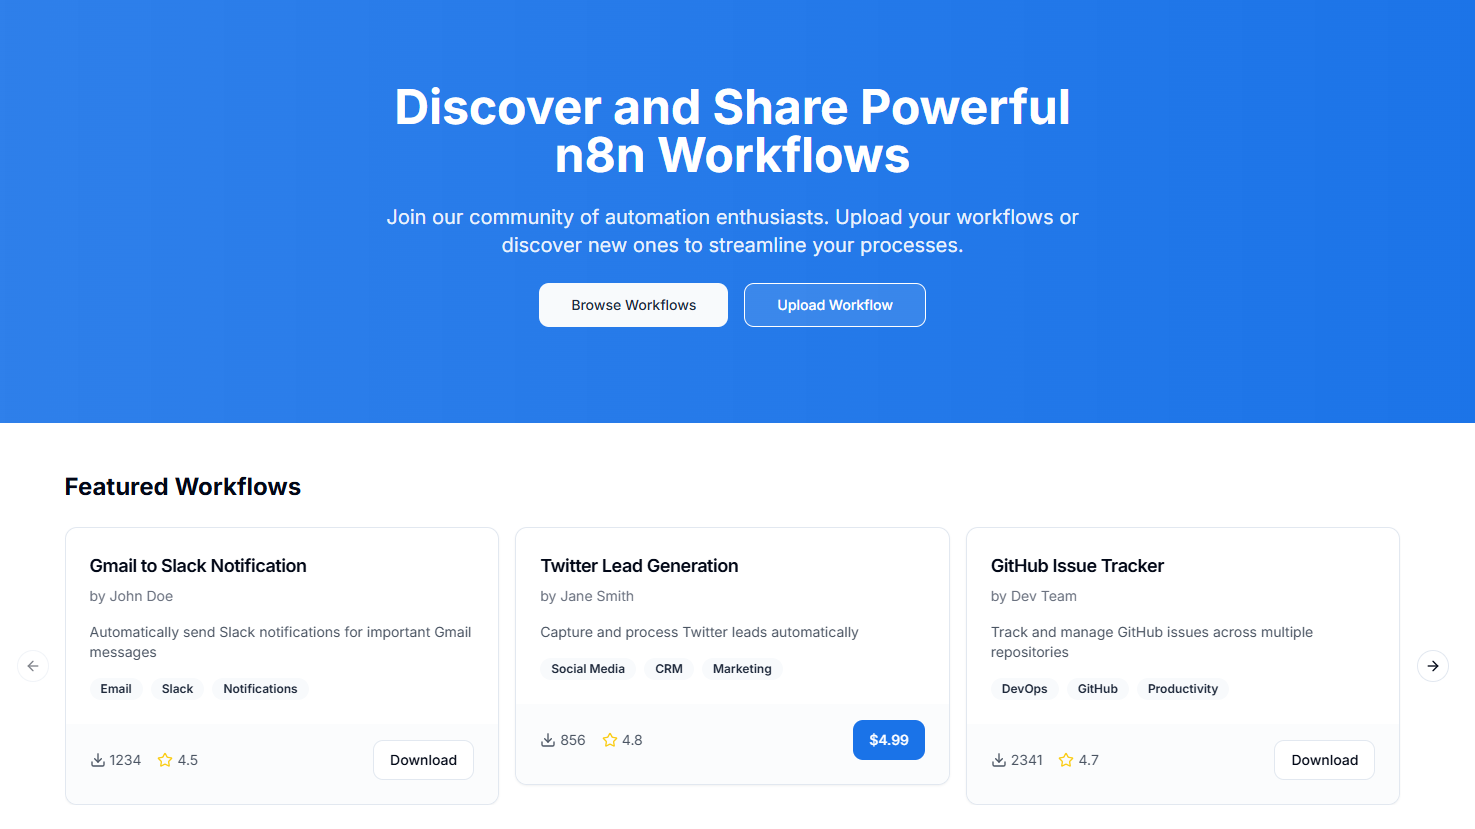 Discover and Share Powerful
n8n Workflows
Join our community of automation enthusiasts. Upload your workflows or
discover new ones to streamline your processes.
Browse Workflows
Upload Workflow
Featured Workflows
Gmail to Slack Notification
by John Doe
Automatically send Slack notifications for important Gmail
messages
Email Slack Notifications
1234 4.5 Download
Twitter Lead Generation
by Jane Smith
Capture and process Twitter leads automatically
Social Media CRM Marketing
856 4.8 $4.99
GitHub Issue Tracker
by Dev Team
Track and manage GitHub issues across multiple
repositories
DevOps GitHub Productivity
2341 4.7 Download